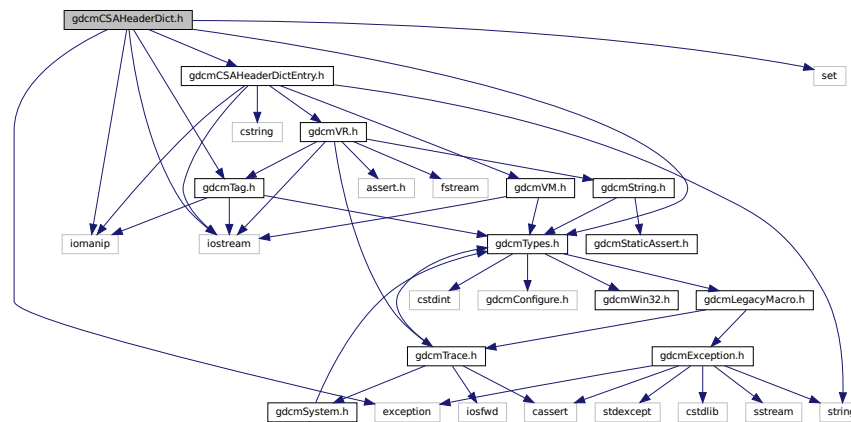 gdcmCSAHeaderDict.h
set
gdcmCSAHeaderDictEntry.h
cstring
gdcmVR.h
gdcmTag.h
assert.h
fstream
gdcmVM.h
gdcmString.h
iomanip
iostream
gdcmTypes.h
gdcmStaticAssert.h
cstdint
gdcmConfigure.h
gdcmWin32.h
gdcmLegacyMacro.h
gdcmTrace.h
gdcmException.h
gdcmSystem.h
exception
iosfwd
cassert
stdexcept
cstdlib
sstream
string